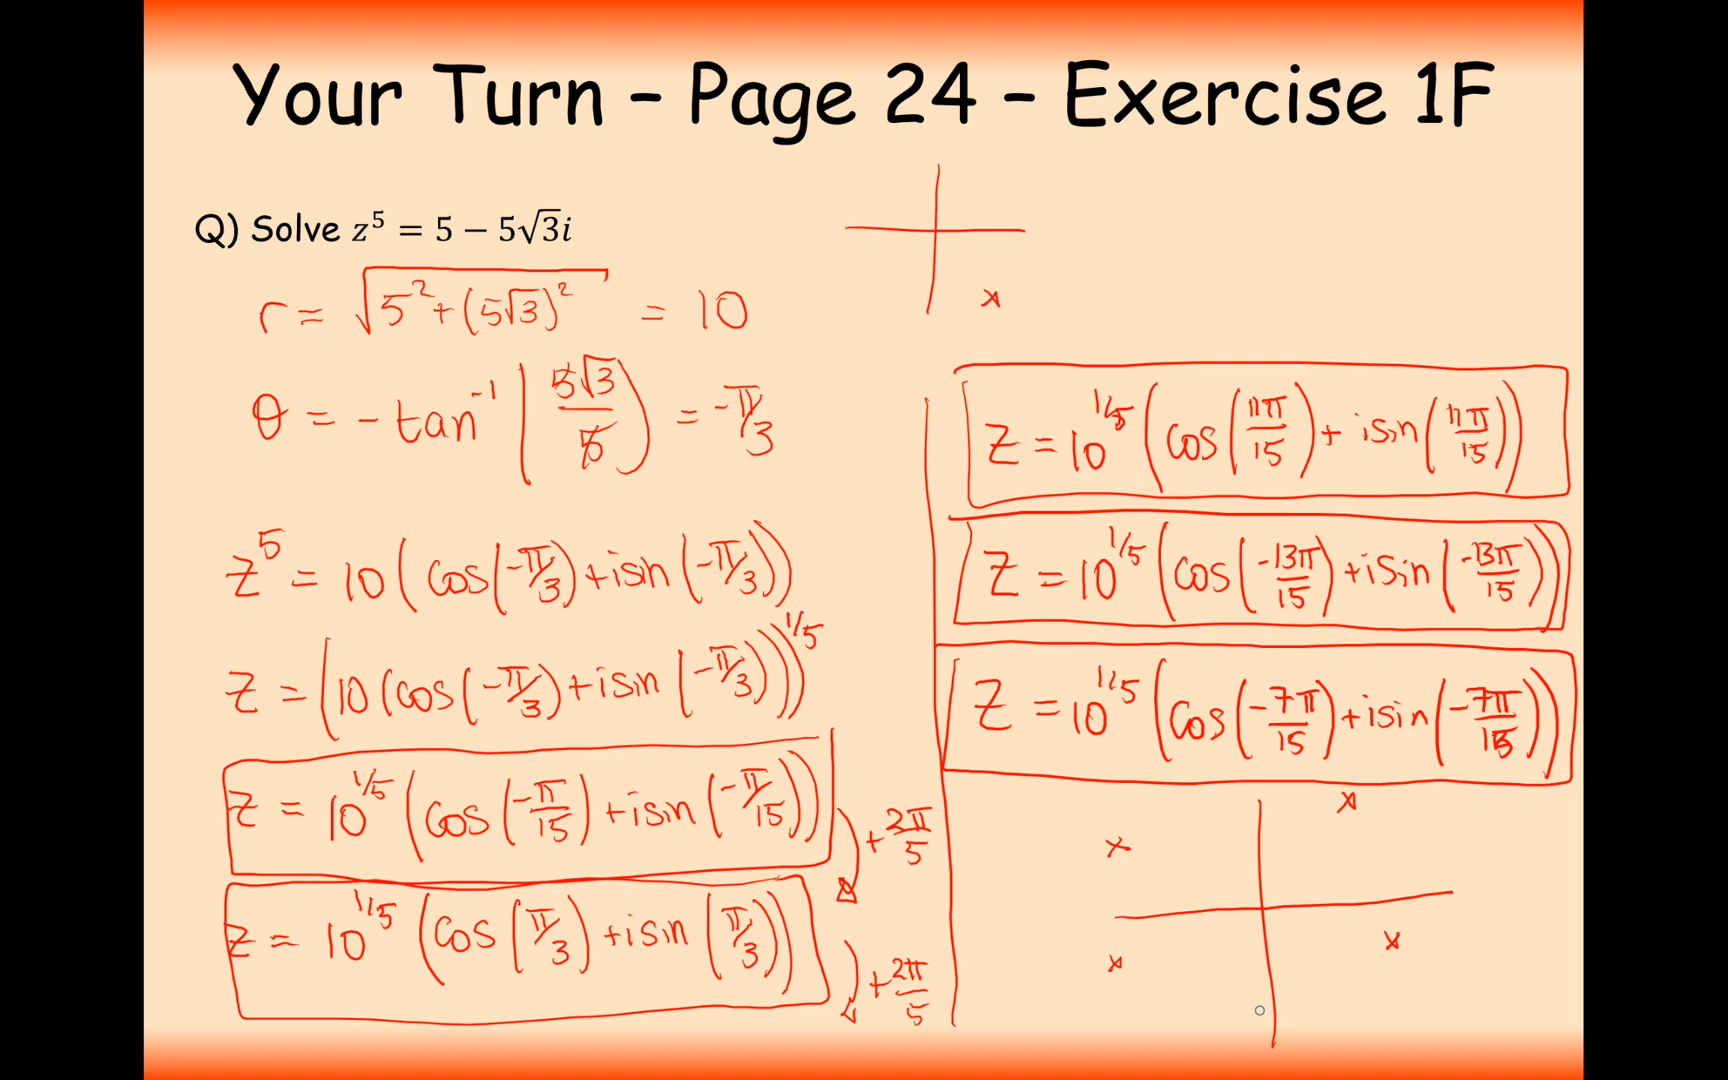 Your Turn – Page 24 – Exercise 1F
Q) Solve z⁵ = 5 − 5√3i
r = √(5² + (5√3)²) = 10
θ = -tan⁻¹(5√3/5) = -π/3
z⁵ = 10(cos(-π/3)+isin(-π/3))
z = (10(cos(-π/3)+isin(-π/3)))^1/5
z = 10^1/5 (cos(-π/15)+isin(-π/15))
+ 2π/5
z = 10^1/5 (cos(π/3)+isin(π/3))
+ 2π/5
z = 10^1/5 (cos(11π/15)+isin(11π/15))
z = 10^1/5 (cos(-13π/15)+isin(-13π/15))
z = 10^1/5 (cos(-7π/15)+isin(-7π/15))